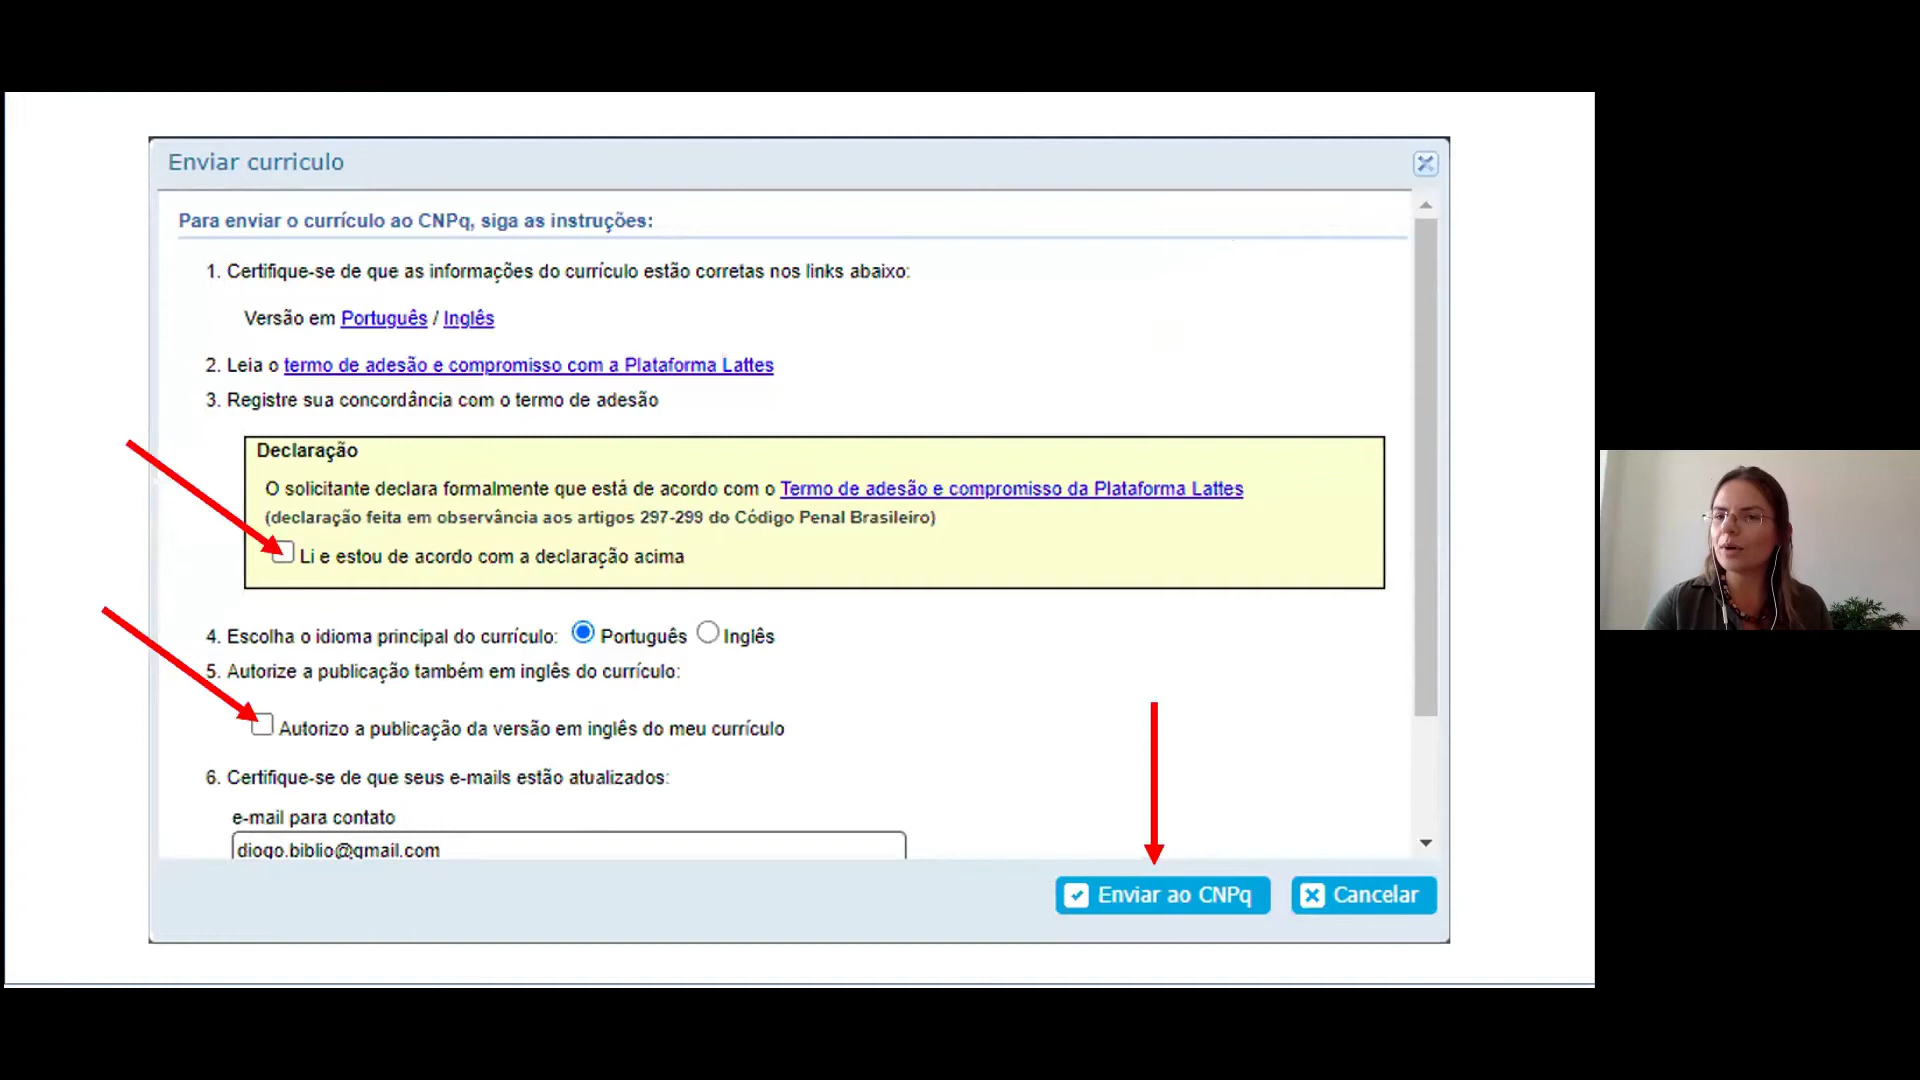 Enviar curriculo
Para enviar o currículo ao CNPq, siga as instruções:
1. Certifique-se de que as informações do currículo estão corretas nos links abaixo:
Versão em Português / Inglês
2. Leia o termo de adesão e compromisso com a Plataforma Lattes
3. Registre sua concordância com o termo de adesão
Declaração
O solicitante declara formalmente que está de acordo com o Termo de adesão e compromisso da Plataforma Lattes
(declaração feita em observância aos artigos 297-299 do Código Penal Brasileiro)
Li e estou de acordo com a declaração acima
4. Escolha o idioma principal do currículo: Português Inglês
5. Autorize a publicação também em inglês do currículo:
Autorizo a publicação da versão em inglês do meu currículo
6. Certifique-se de que seus e-mails estão atualizados:
e-mail para contato
diogo.biblio@gmail.com
Enviar ao CNPq Cancelar